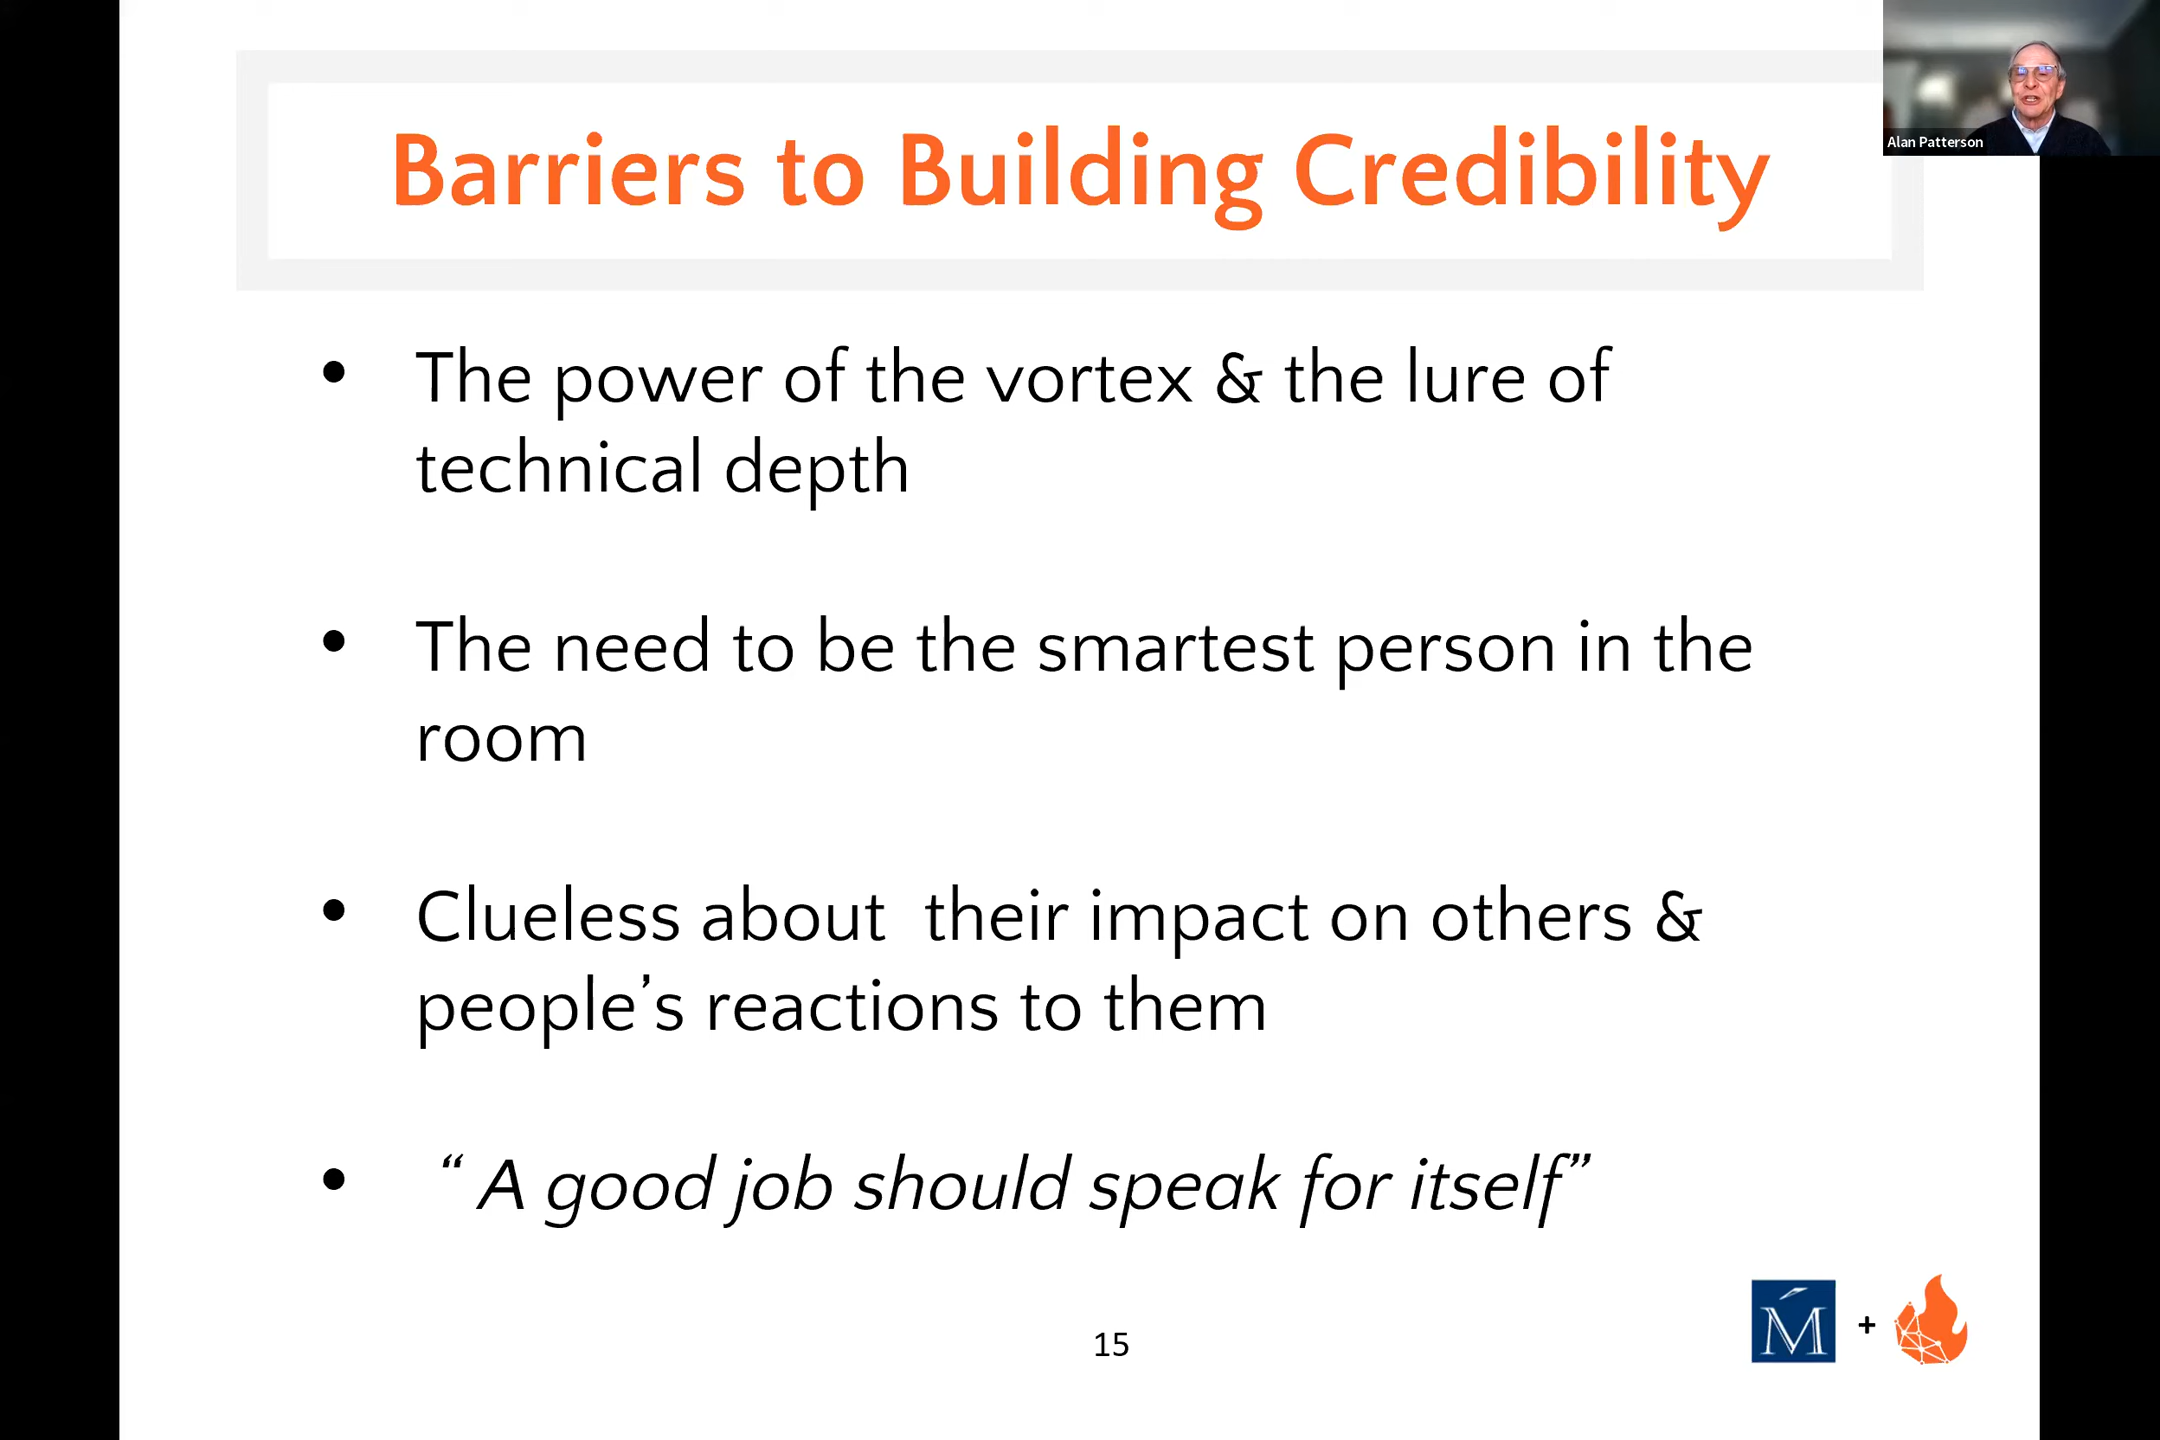 Barriers to Building Credibility
Alan Patterson
• The power of the vortex & the lure of
technical depth
• The need to be the smartest person in the
room
• Clueless about  their impact on others &
people’s reactions to them
• “ A good job should speak for itself”
15
M +